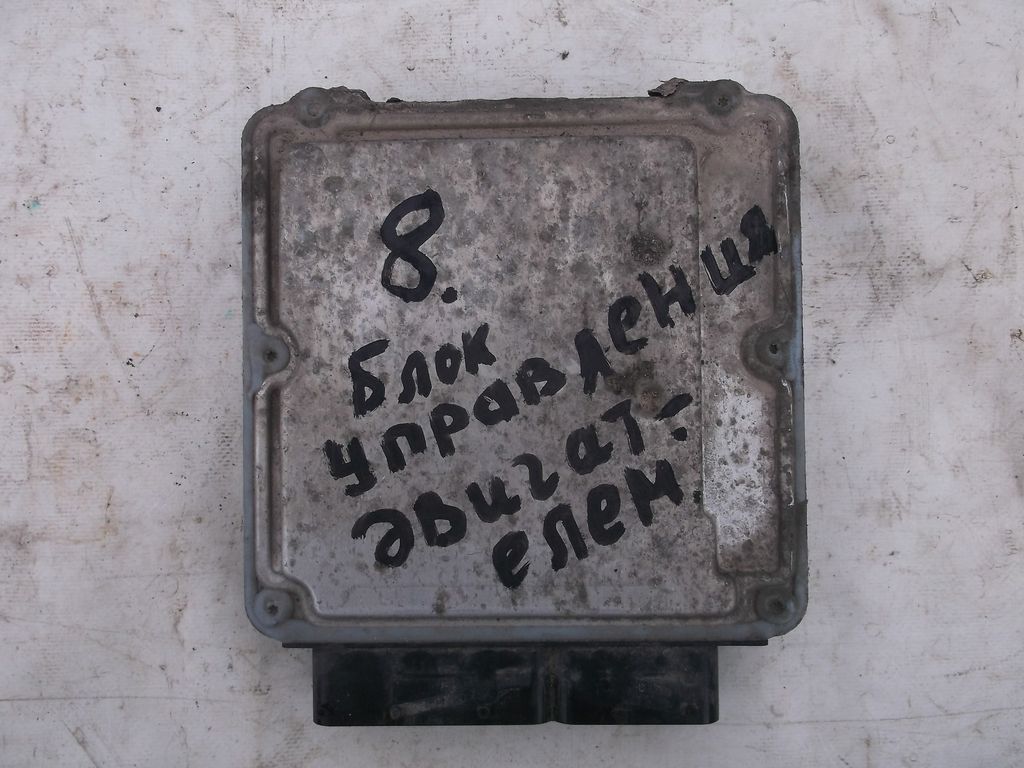 8.
Блок
управления
двигат-
елем